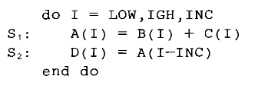 do I = LOW,IGH,INC
S₁: A(I) = B(I) + C(I)
S₂: D(I) = A(I-INC)
end do